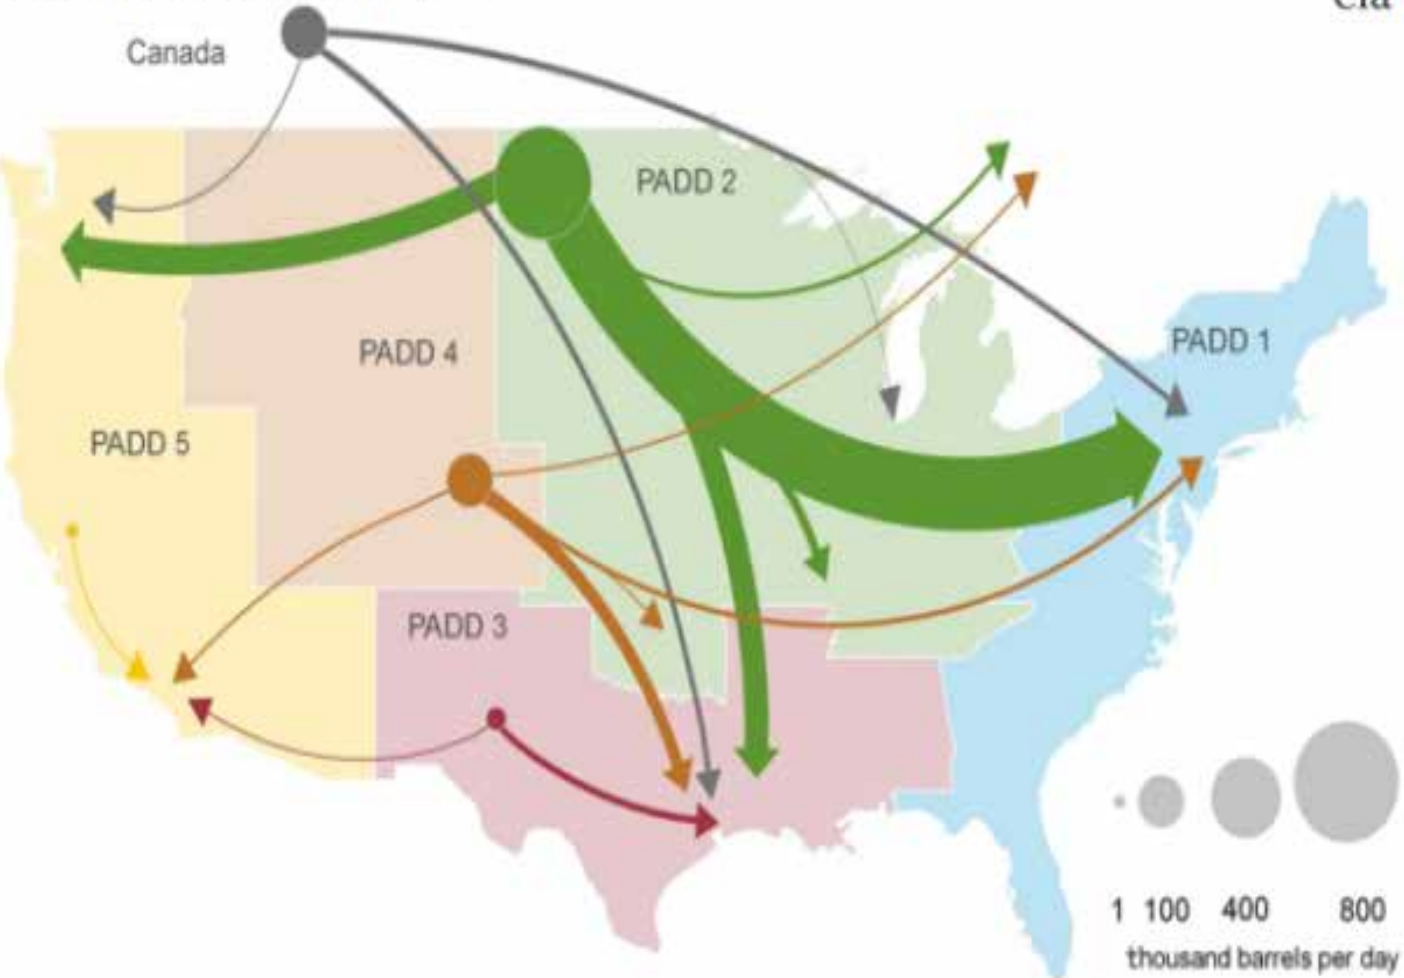 Canada
PADD 2
PADD 1
PADD 4
PADD 5
PADD 3
1 100 400 800
thousand barrels per day